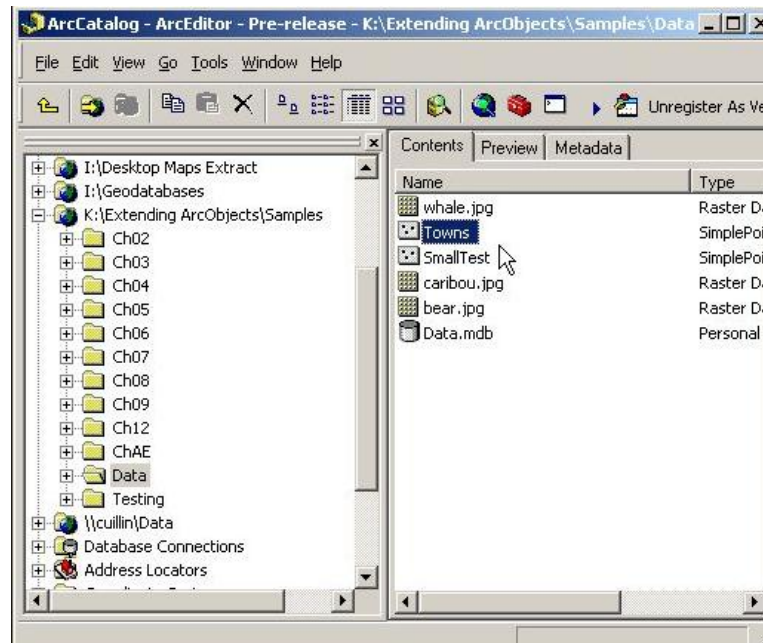 ArcCatalog - ArcEditor - Pre-release - K:\Extending ArcObjects\Samples\Data
File Edit View Go Tools Window Help
Unregister As Ve
I:\Desktop Maps Extract
I:\Geodatabases
K:\Extending ArcObjects\Samples
Ch02
Ch03
Ch04
Ch05
Ch06
Ch07
Ch08
Ch09
Ch12
ChAE
Data
Testing
\\cuillin\Data
Database Connections
Address Locators
Contents Preview Metadata
Name Type
whale.jpg Raster Da
Towns SimplePoi
SmallTest SimplePoi
caribou.jpg Raster Da
bear.jpg Raster Da
Data.mdb Personal